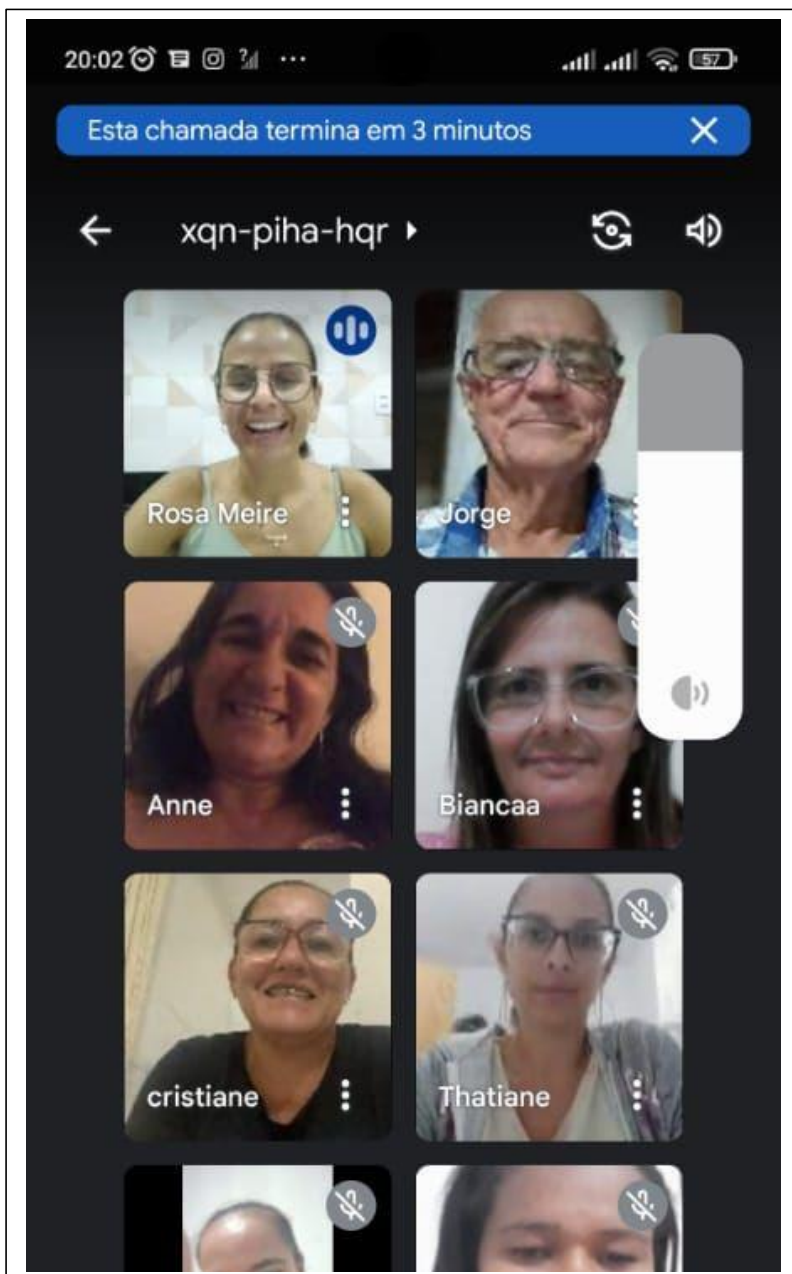 20:02
57
Esta chamada termina em 3 minutos
xqn-piha-hqr
Rosa Meire
Jorge
Anne
Biancaa
cristiane
Thatiane